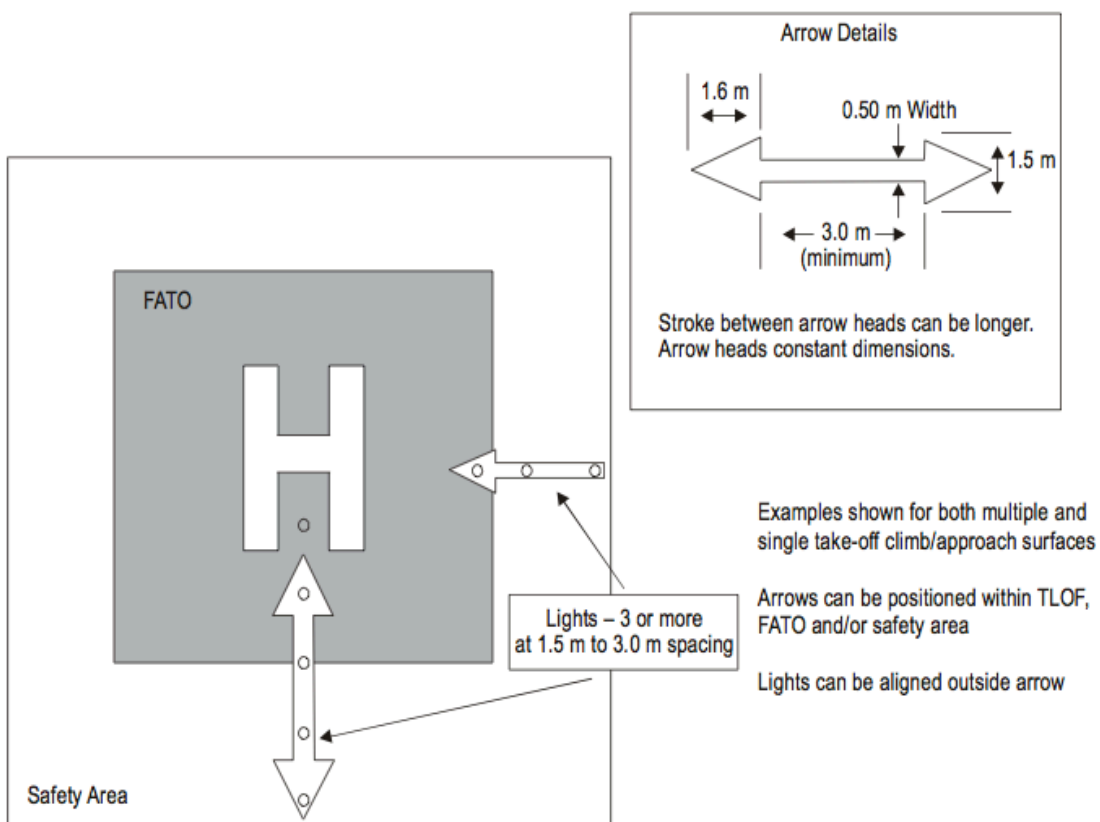 Arrow Details
1.6 m
0.50 m Width
1.5 m
3.0 m
(minimum)
Stroke between arrow heads can be longer.
Arrow heads constant dimensions.
FATO
H
Examples shown for both multiple and
single take-off climb/approach surfaces
Arrows can be positioned within TLOF,
FATO and/or safety area
Lights can be aligned outside arrow
Lights – 3 or more
at 1.5 m to 3.0 m spacing
Safety Area